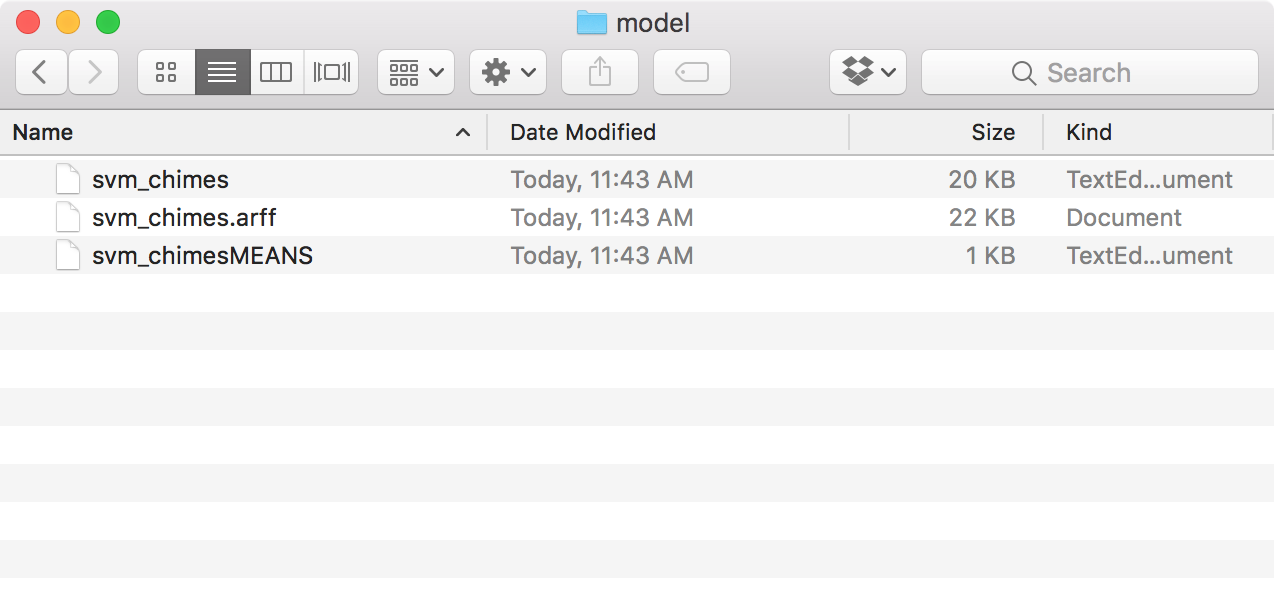 model
Search
Name Date Modified Size Kind
svm_chimes Today, 11:43 AM 20 KB TextEd...ument
svm_chimes.arff Today, 11:43 AM 22 KB Document
svm_chimesMEANS Today, 11:43 AM 1 KB TextEd...ument